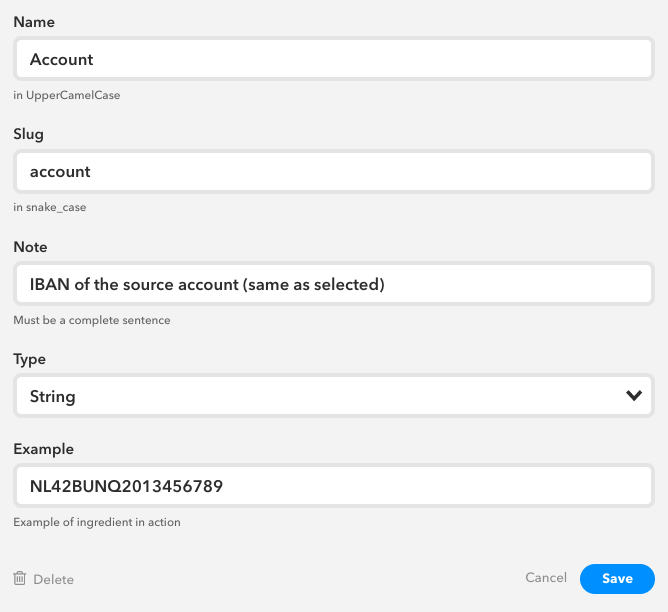 Name
Account
in UpperCamelCase
Slug
account
in snake_case
Note
IBAN of the source account (same as selected)
Must be a complete sentence
Type
String
Example
NL42BUNQ2013456789
Example of ingredient in action
Delete
Cancel
Save